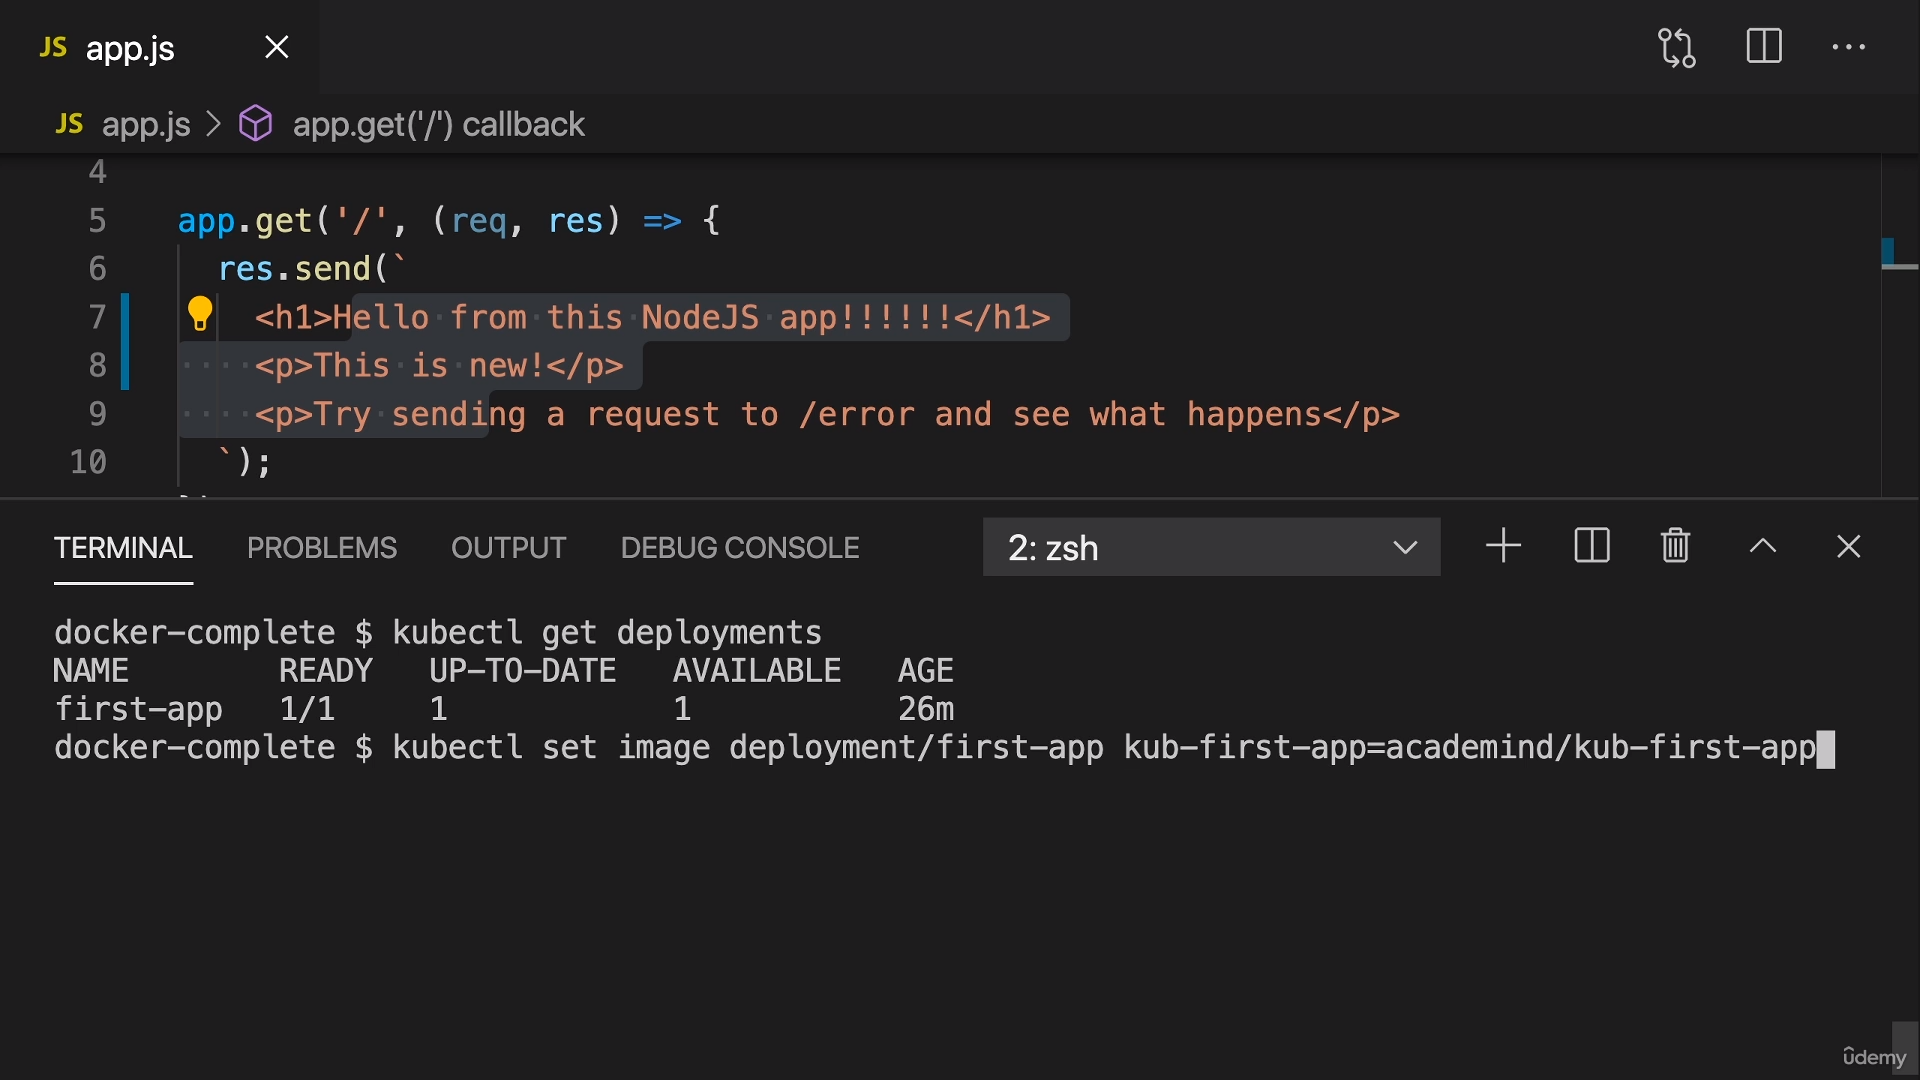 JS app.js
JS app.js > app.get('/') callback
4
5 app.get('/', (req, res) => {
6 res.send(`
7 <h1>Hello from this NodeJS app!!!!!!</h1>
8 <p>This is new!</p>
9 <p>Try sending a request to /error and see what happens</p>
10 `);
TERMINAL PROBLEMS OUTPUT DEBUG CONSOLE 2: zsh
docker-complete $ kubectl get deployments
NAME READY UP-TO-DATE AVAILABLE AGE
first-app 1/1 1 1 26m
docker-complete $ kubectl set image deployment/first-app kub-first-app=academind/kub-first-app
udemy